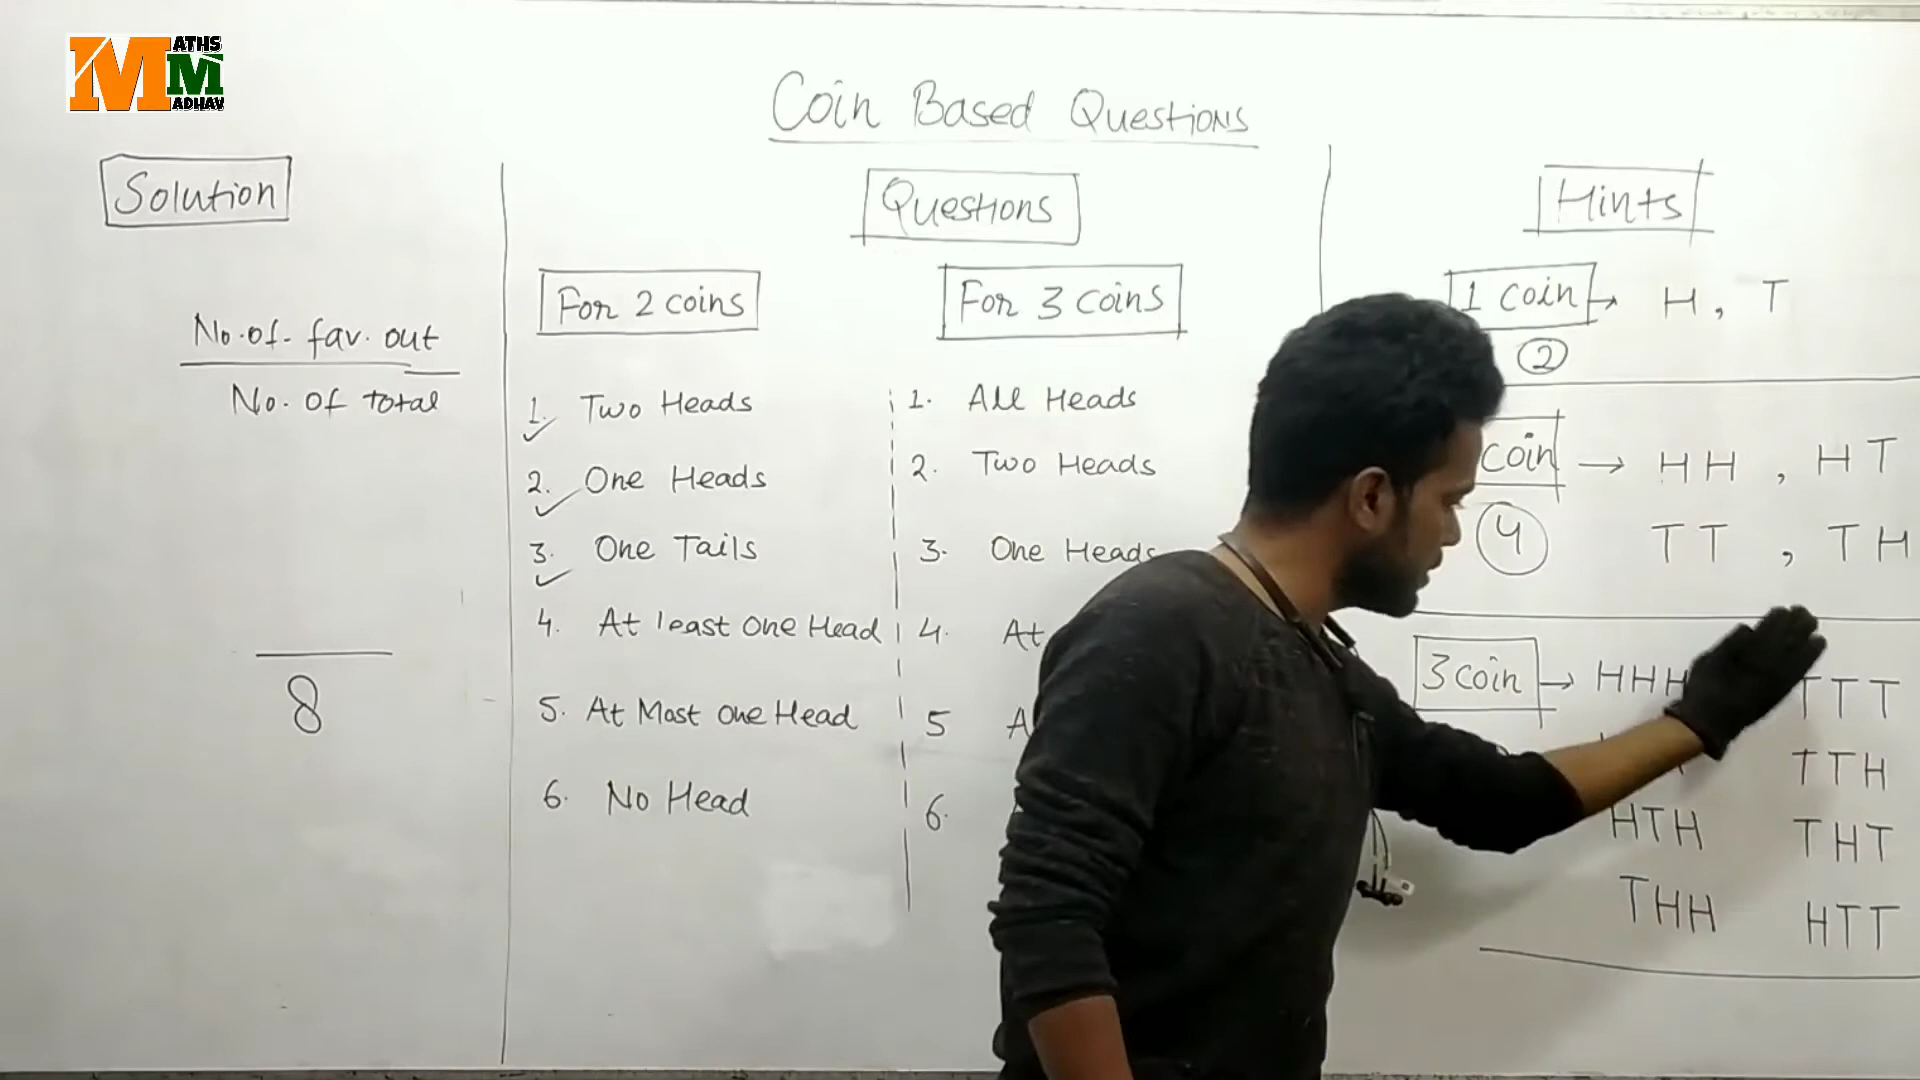 MATHS
MADHAV
Coin Based Questions
Solution
No. of. fav. out
No. of total
8
Questions
For 2 coins
1. Two Heads
2. One Heads
3. One Tails
4. At least one Head
5. At Most one Head
6. No Head
For 3 coins
1. All Heads
2. Two Heads
3. One Heads
4. At
5
6.
Hints
1 coin → H, T
2
coin → HH, HT
4 TT, TH
3 coin → HHH TTT
TTH
HTH THT
THH HTT